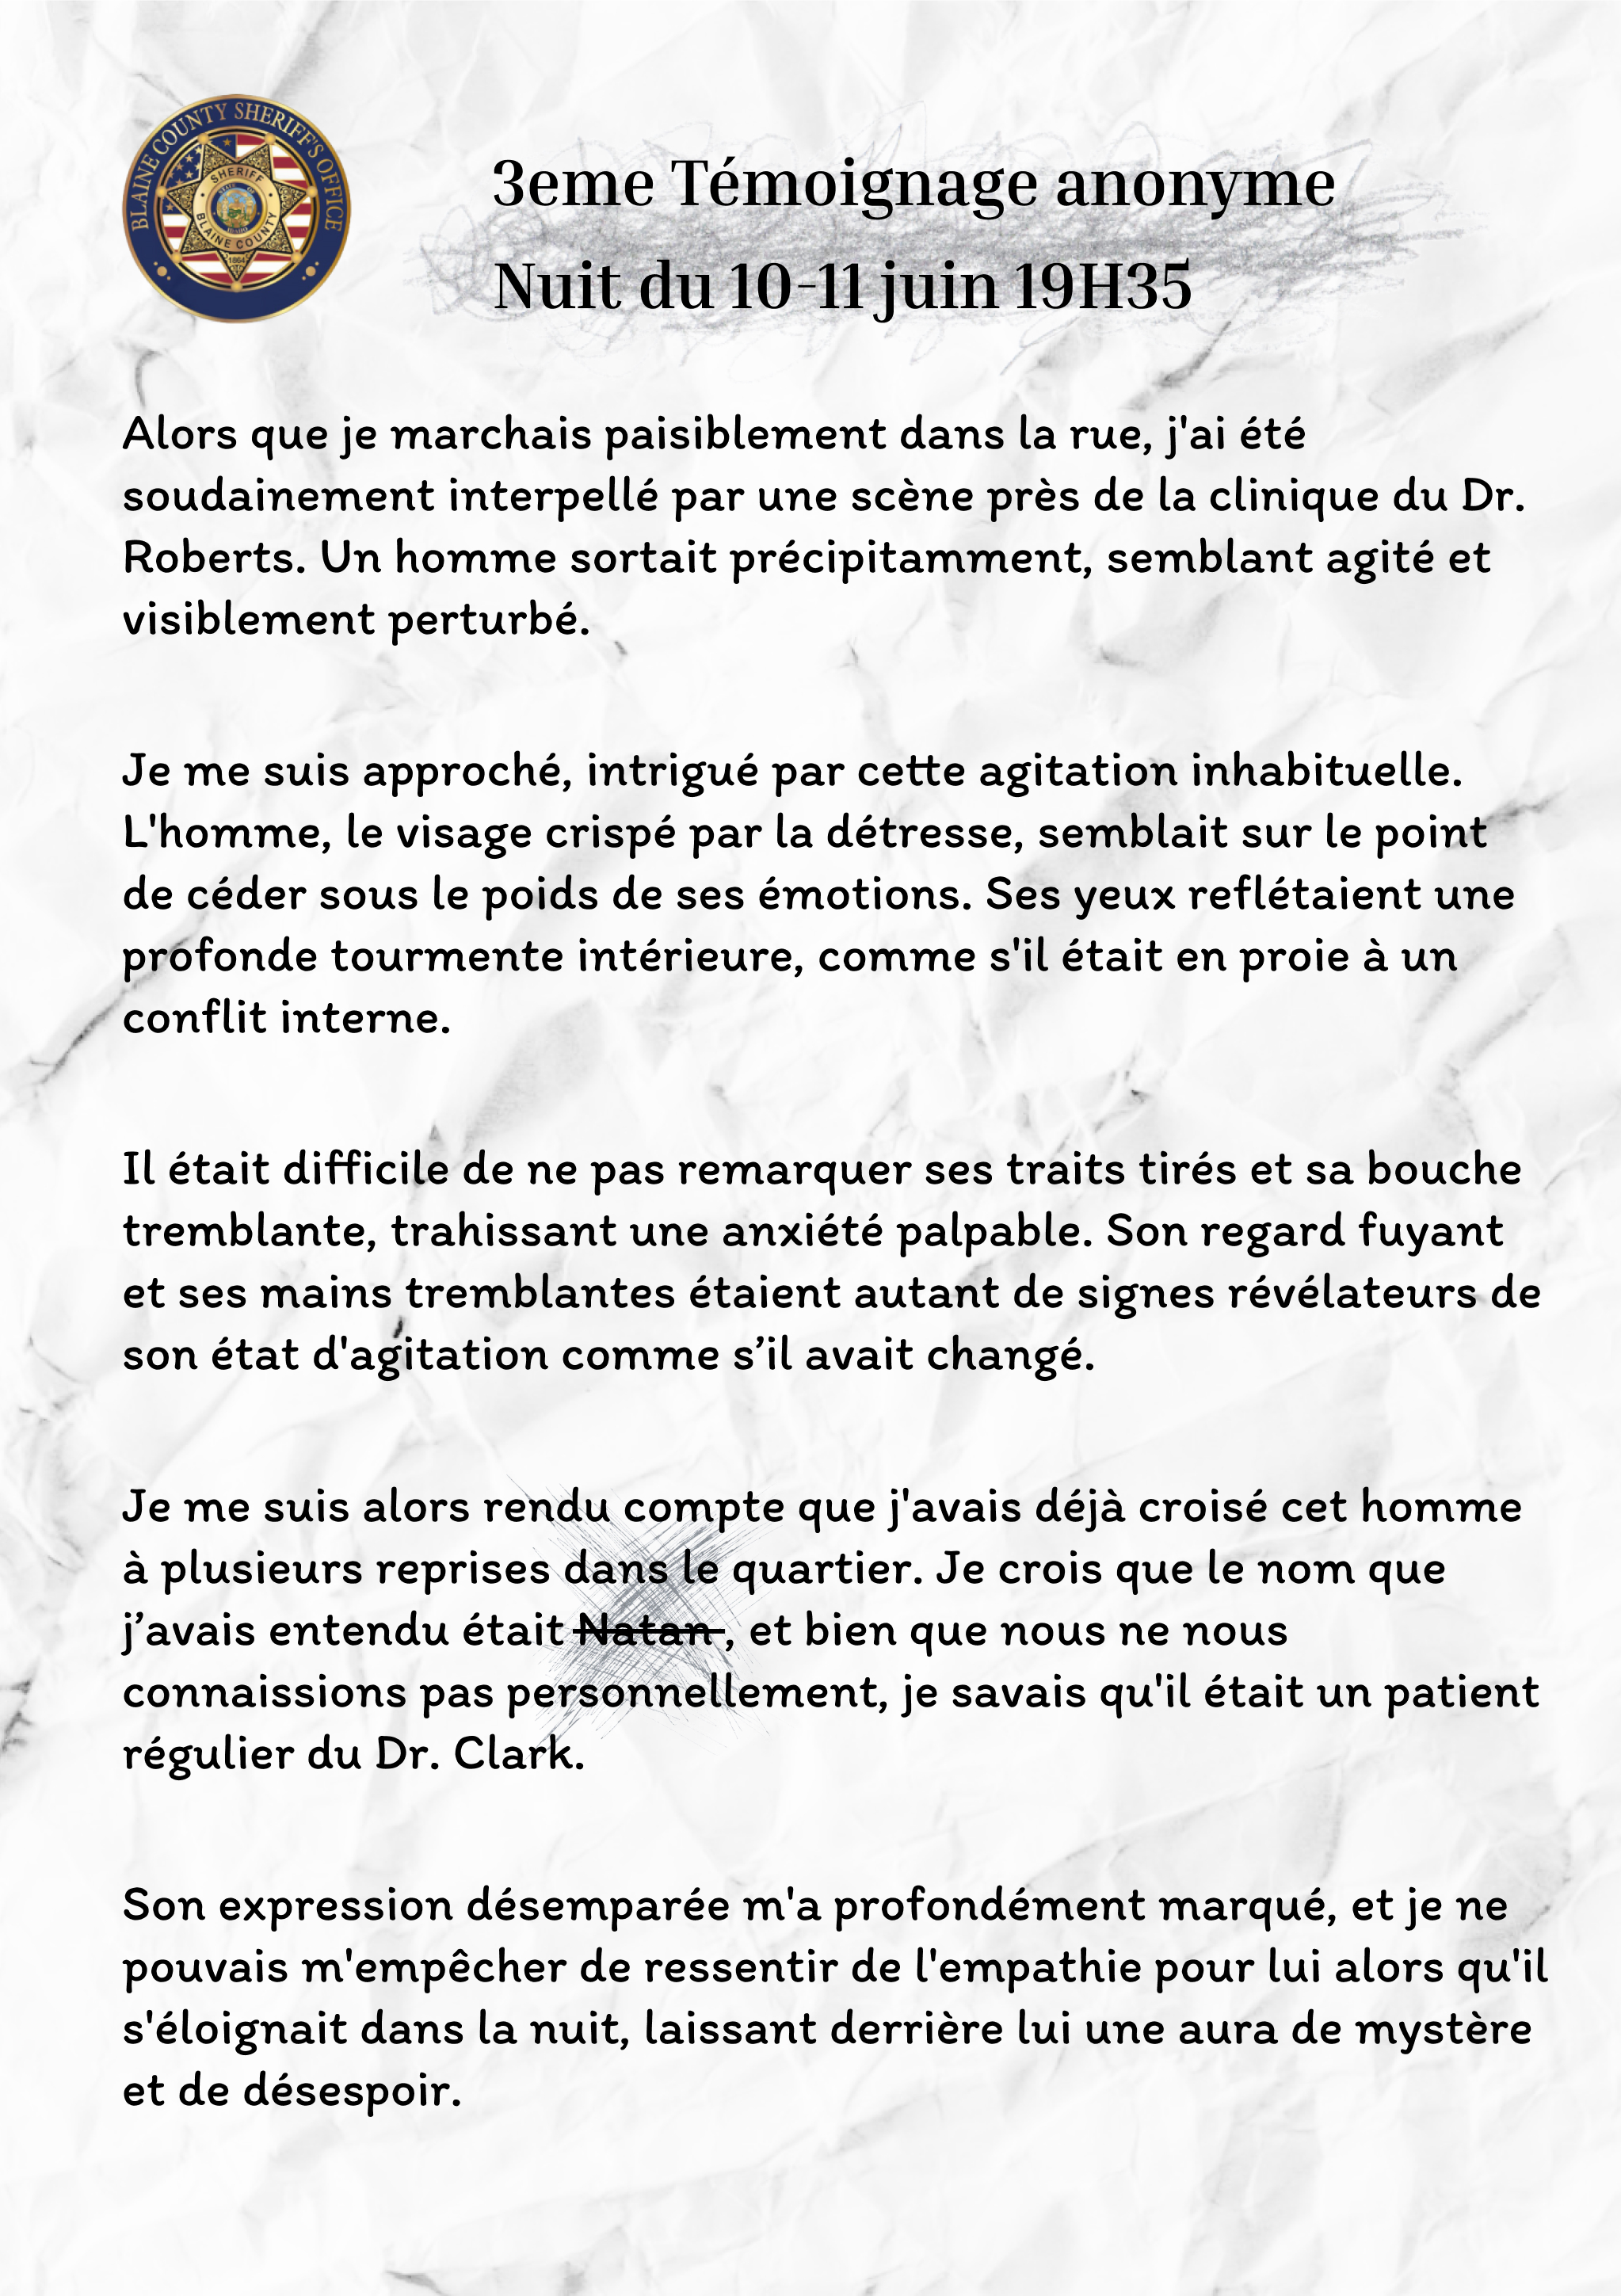 BLAINE COUNTY SHERIFF'S OFFICE
SHERIFF
BLAINE COUNTY
1864
3eme Témoignage anonyme
Nuit du 10-11 juin 19H35
Alors que je marchais paisiblement dans la rue, j'ai été
soudainement interpellé par une scène près de la clinique du Dr.
Roberts. Un homme sortait précipitamment, semblant agité et
visiblement perturbé.
Je me suis approché, intrigué par cette agitation inhabituelle.
L'homme, le visage crispé par la détresse, semblait sur le point
de céder sous le poids de ses émotions. Ses yeux reflétaient une
profonde tourmente intérieure, comme s'il était en proie à un
conflit interne.
Il était difficile de ne pas remarquer ses traits tirés et sa bouche
tremblante, trahissant une anxiété palpable. Son regard fuyant
et ses mains tremblantes étaient autant de signes révélateurs de
son état d'agitation comme s’il avait changé.
Je me suis alors rendu compte que j'avais déjà croisé cet homme
à plusieurs reprises dans le quartier. Je crois que le nom que
j’avais entendu était Natan , et bien que nous ne nous
connaissions pas personnellement, je savais qu'il était un patient
régulier du Dr. Clark.
Son expression désemparée m'a profondément marqué, et je ne
pouvais m'empêcher de ressentir de l'empathie pour lui alors qu'il
s'éloignait dans la nuit, laissant derrière lui une aura de mystère
et de désespoir.